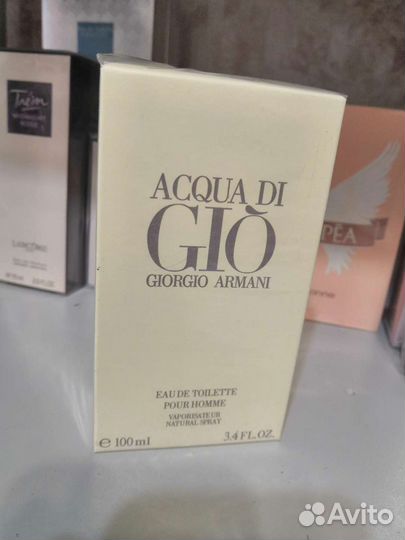 ACQUA DI
GIÒ
GIORGIO ARMANI
EAU DE TOILETTE
POUR HOMME
VAPORISATEUR
NATURAL SPRAY
e 100 ml
3.4 FL. OZ.
Trésor
LANCÔME
PÉA
Avito